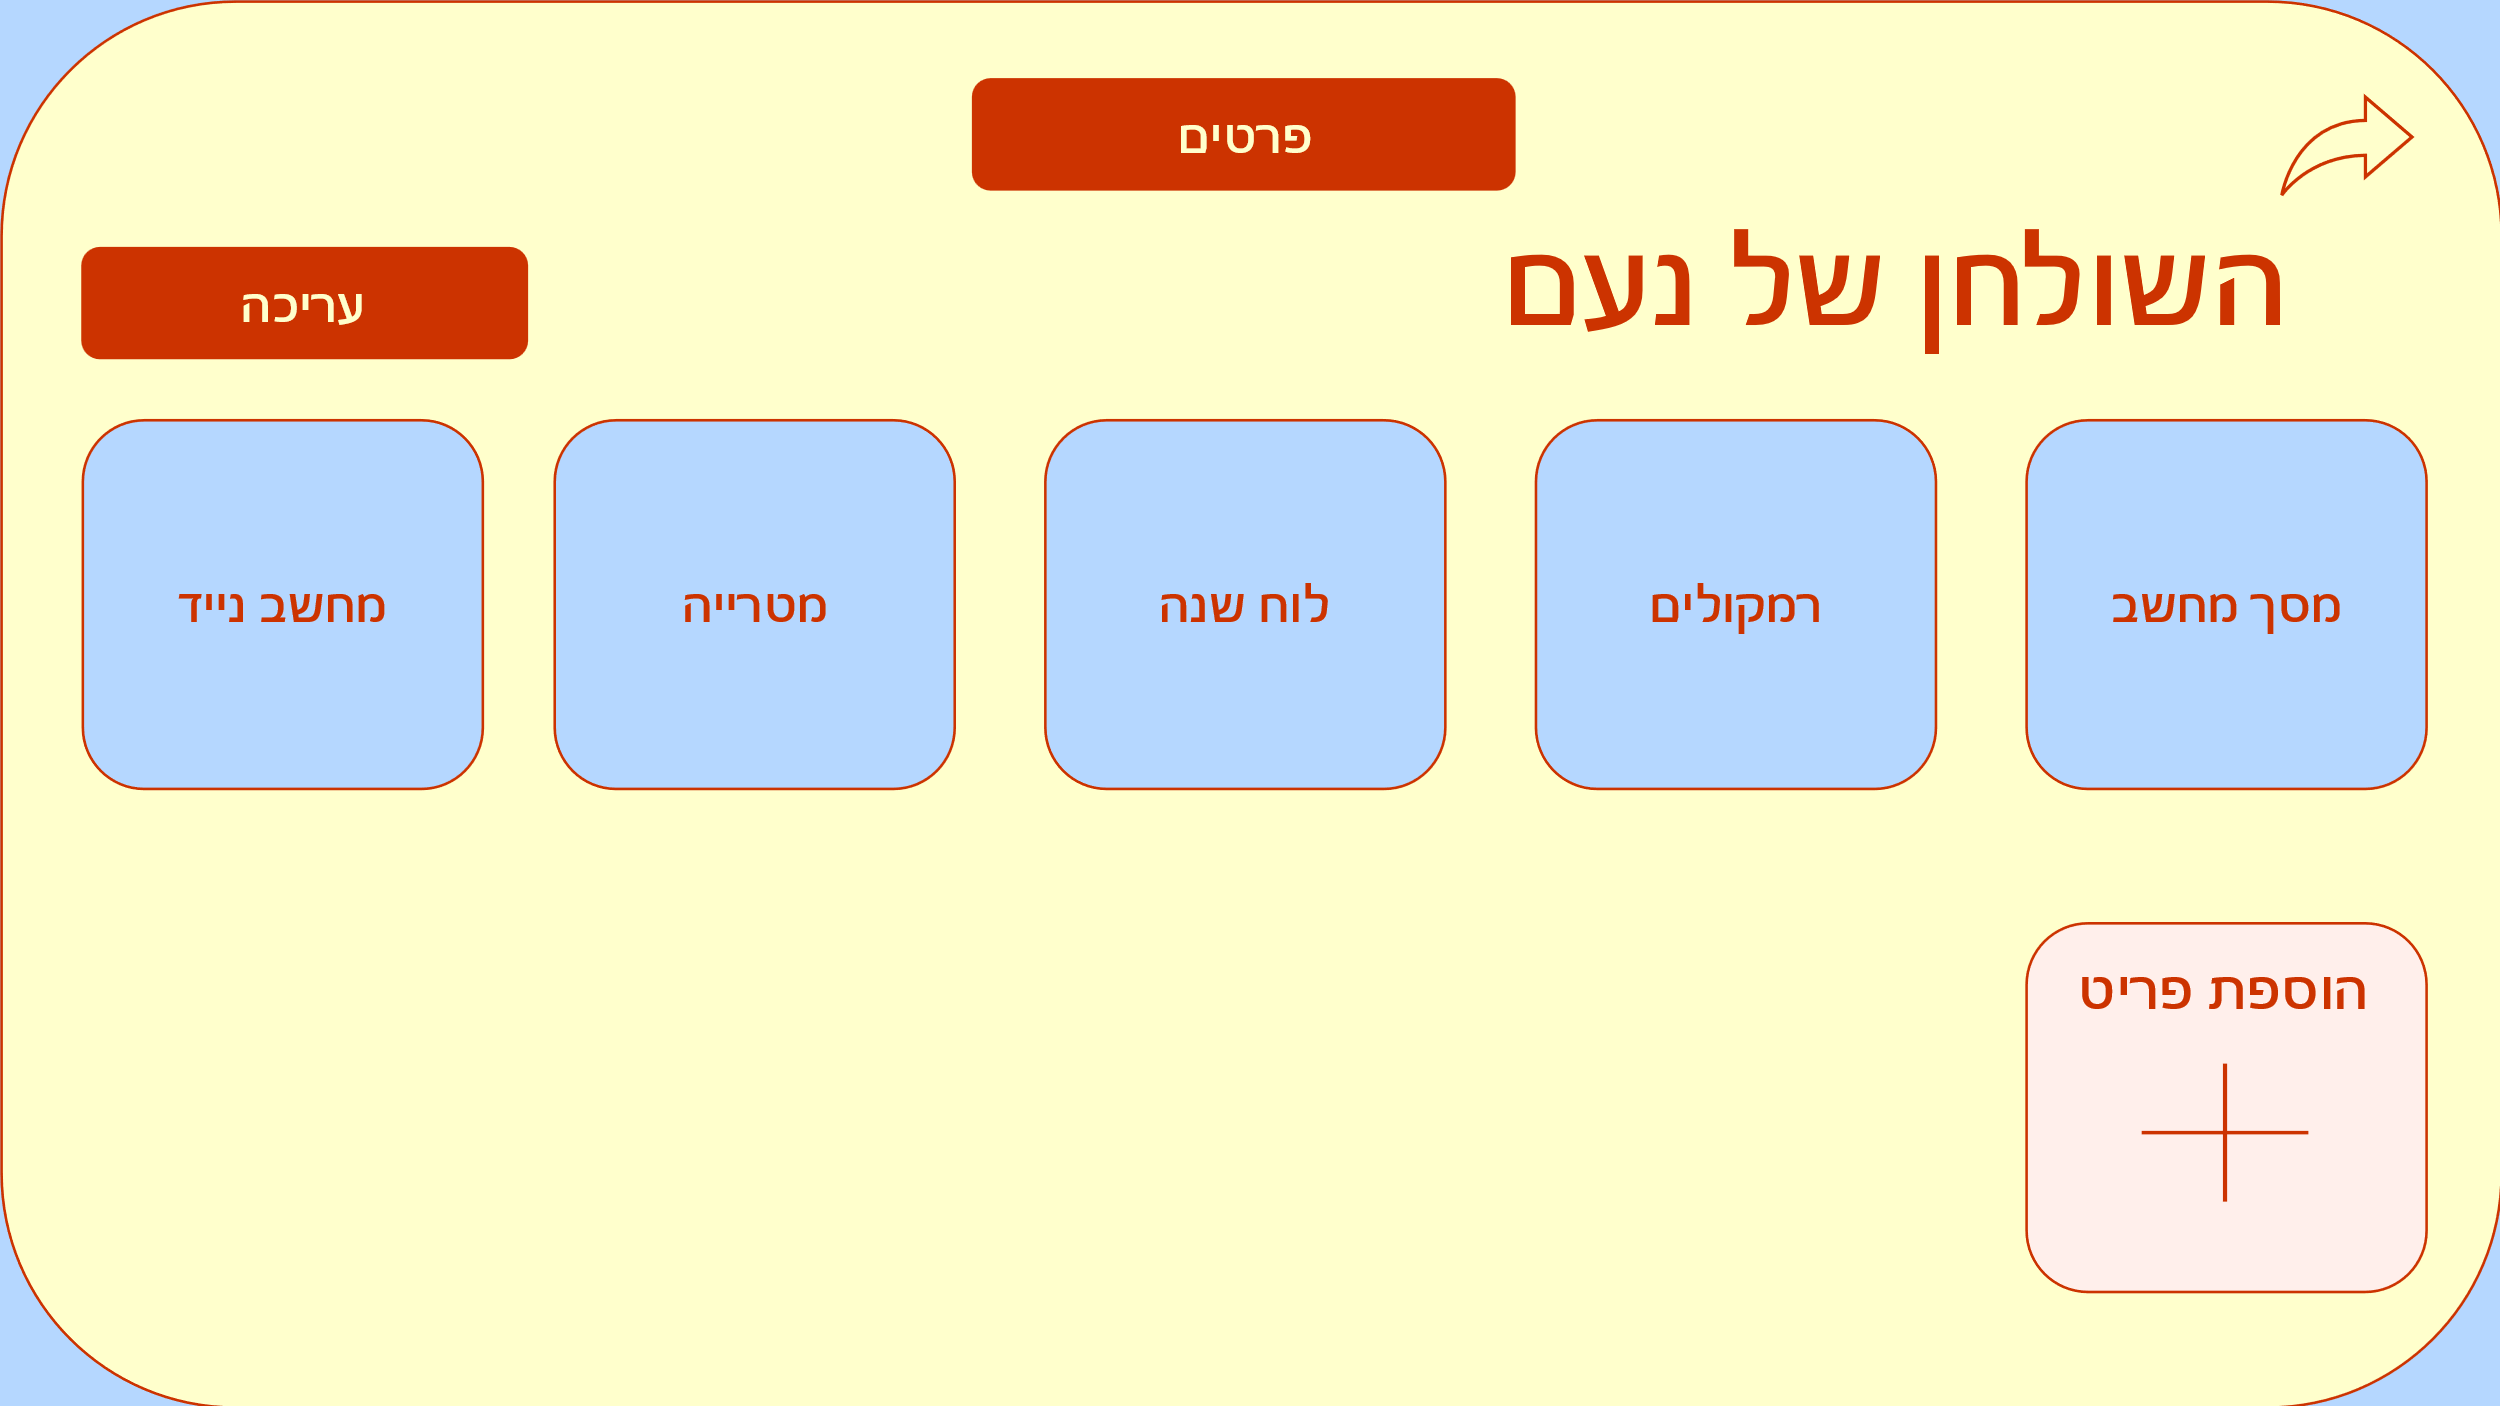 פרטים
השולחן של נעם
עריכה
מסך מחשב
רמקולים
לוח שנה
מטרייה
מחשב נייד
הוספת פריט